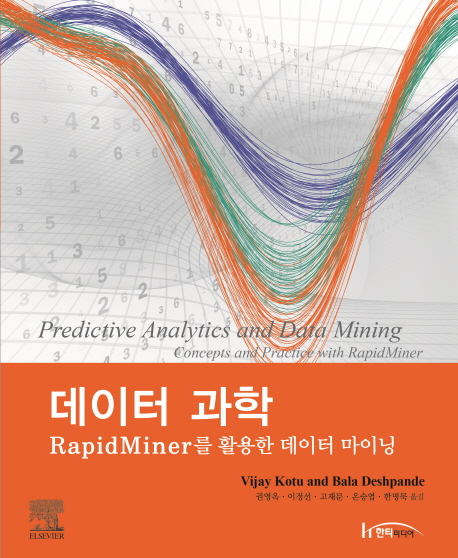 Predictive Analytics and Data Mining
Concepts and Practice with RapidMiner
데이터 과학
RapidMiner를 활용한 데이터 마이닝
Vijay Kotu and Bala Deshpande
권영옥 · 이정선 · 고재문 · 온승엽 · 한명묵 옮김
ELSEVIER
한티미디어